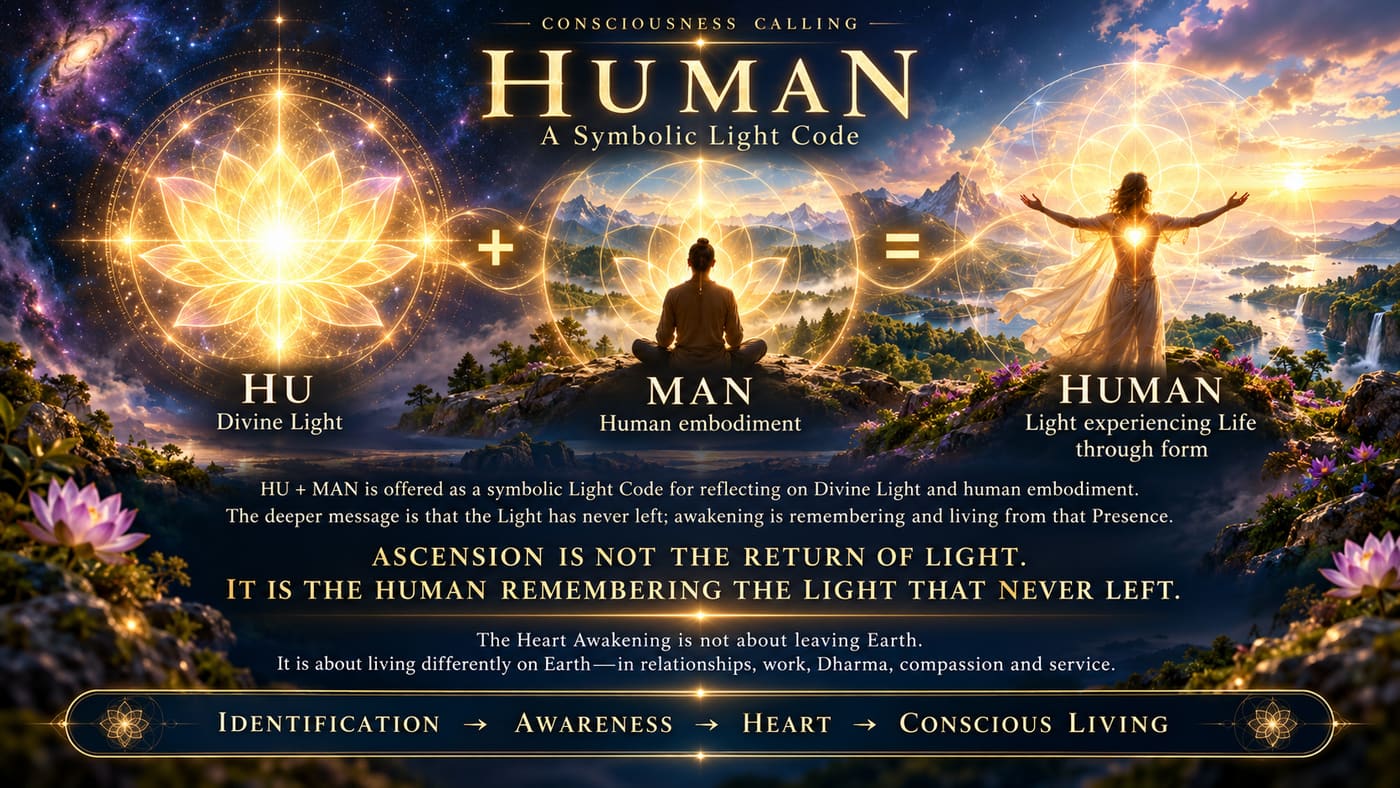 CONSCIOUSNESS CALLING
HUMAN
A Symbolic Light Code
+
=
HU
Divine Light
MAN
Human embodiment
HUMAN
Light experiencing Life
through form
HU + MAN is offered as a symbolic Light Code for reflecting on Divine Light and human embodiment.
The deeper message is that the Light has never left; awakening is remembering and living from that Presence.
ASCENSION IS NOT THE RETURN OF LIGHT.
IT IS THE HUMAN REMEMBERING THE LIGHT THAT NEVER LEFT.
The Heart Awakening is not about leaving Earth.
It is about living differently on Earth—in relationships, work, Dharma, compassion and service.
IDENTIFICATION → AWARENESS → HEART → CONSCIOUS LIVING